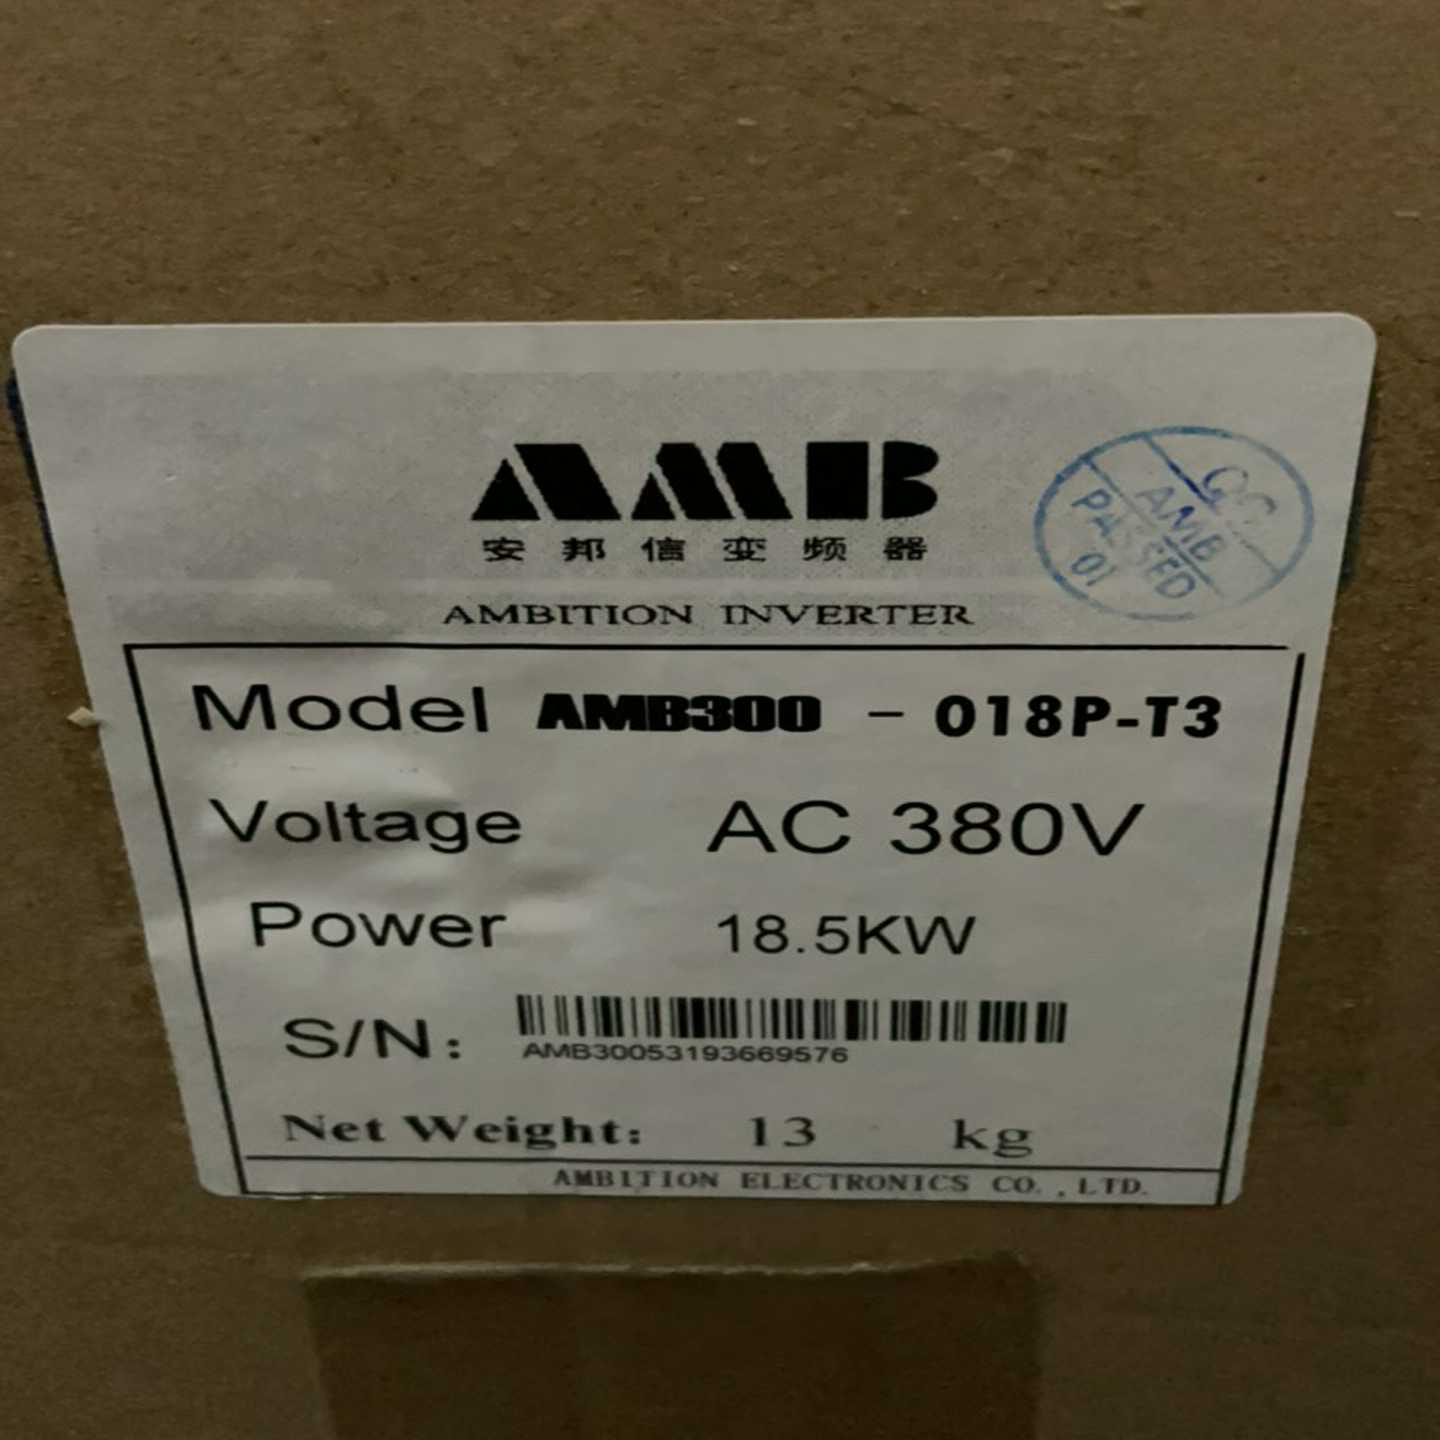 AMB
安邦信变频器
AMBITION INVERTER
QC
AMB
PASSED
01
Model AMB300 - 018P-T3
Voltage AC 380V
Power 18.5KW
S/N:
AMB30053193669576
Net Weight: 13 kg
AMBITION ELECTRONICS CO.,LTD.